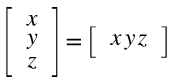 [ x
y
z ] = [ xyz ]